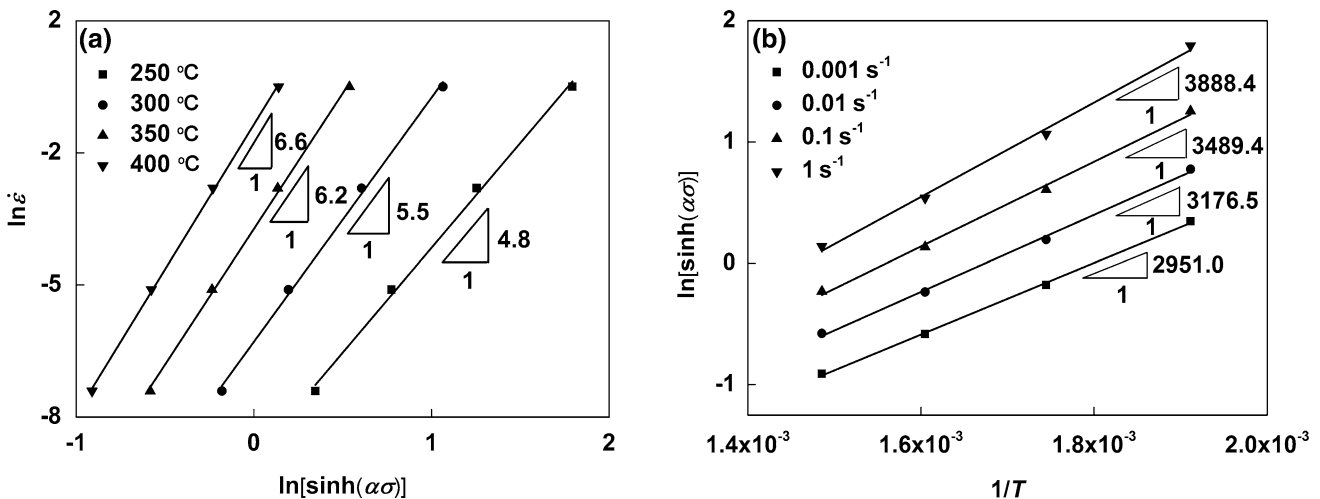 (a)
250 °C
300 °C
350 °C
400 °C
6.6
1
6.2
1
5.5
1
4.8
1
2
-2
-5
-8
-1
0
1
2
lnε̇
ln[sinh(ασ)]
(b)
0.001 s⁻¹
0.01 s⁻¹
0.1 s⁻¹
1 s⁻¹
3888.4
1
3489.4
1
3176.5
1
2951.0
1
2
1
0
-1
1.4x10⁻³
1.6x10⁻³
1.8x10⁻³
2.0x10⁻³
ln[sinh(ασ)]
1/T